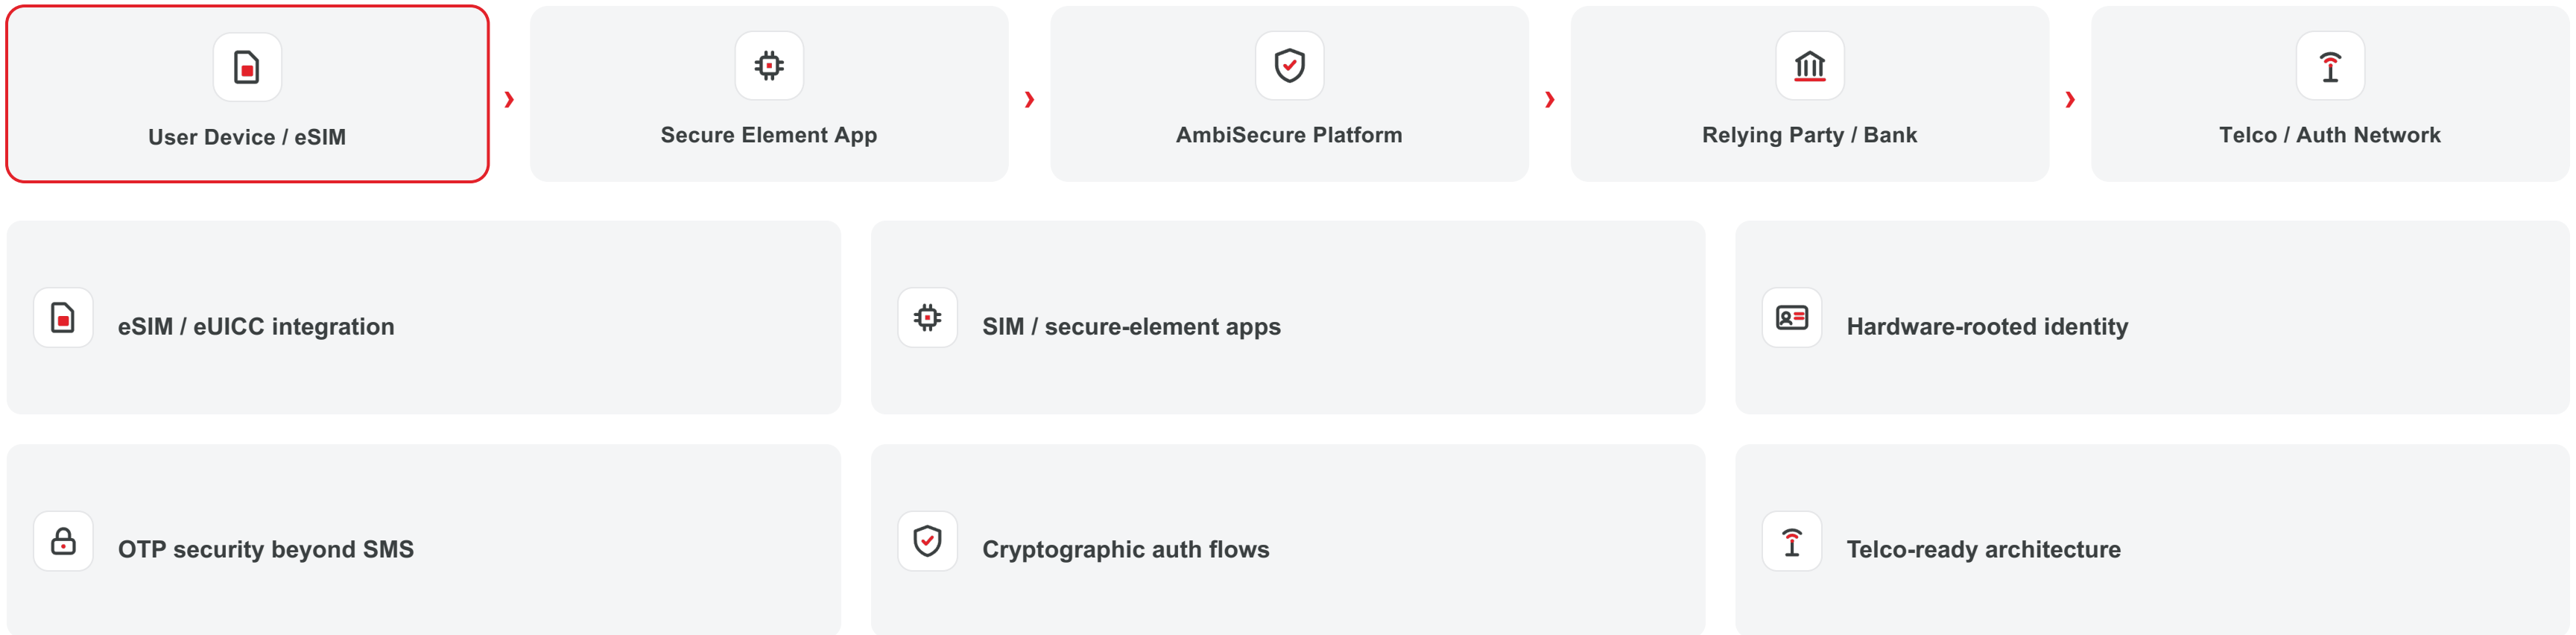 User Device / eSIM
Secure Element App
AmbiSecure Platform
Relying Party / Bank
Telco / Auth Network
eSIM / eUICC integration
SIM / secure-element apps
Hardware-rooted identity
OTP security beyond SMS
Cryptographic auth flows
Telco-ready architecture